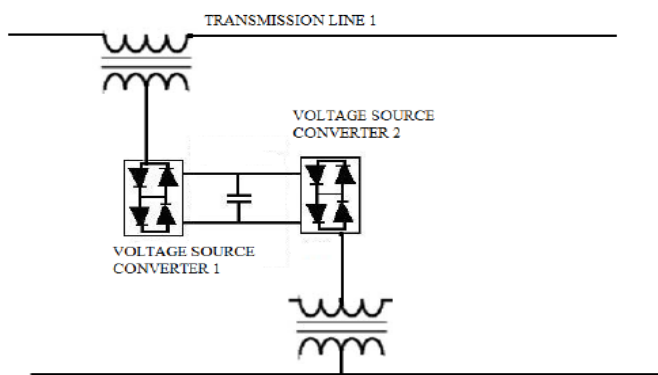 TRANSMISSION LINE 1
VOLTAGE SOURCE
CONVERTER 2
VOLTAGE SOURCE
CONVERTER 1